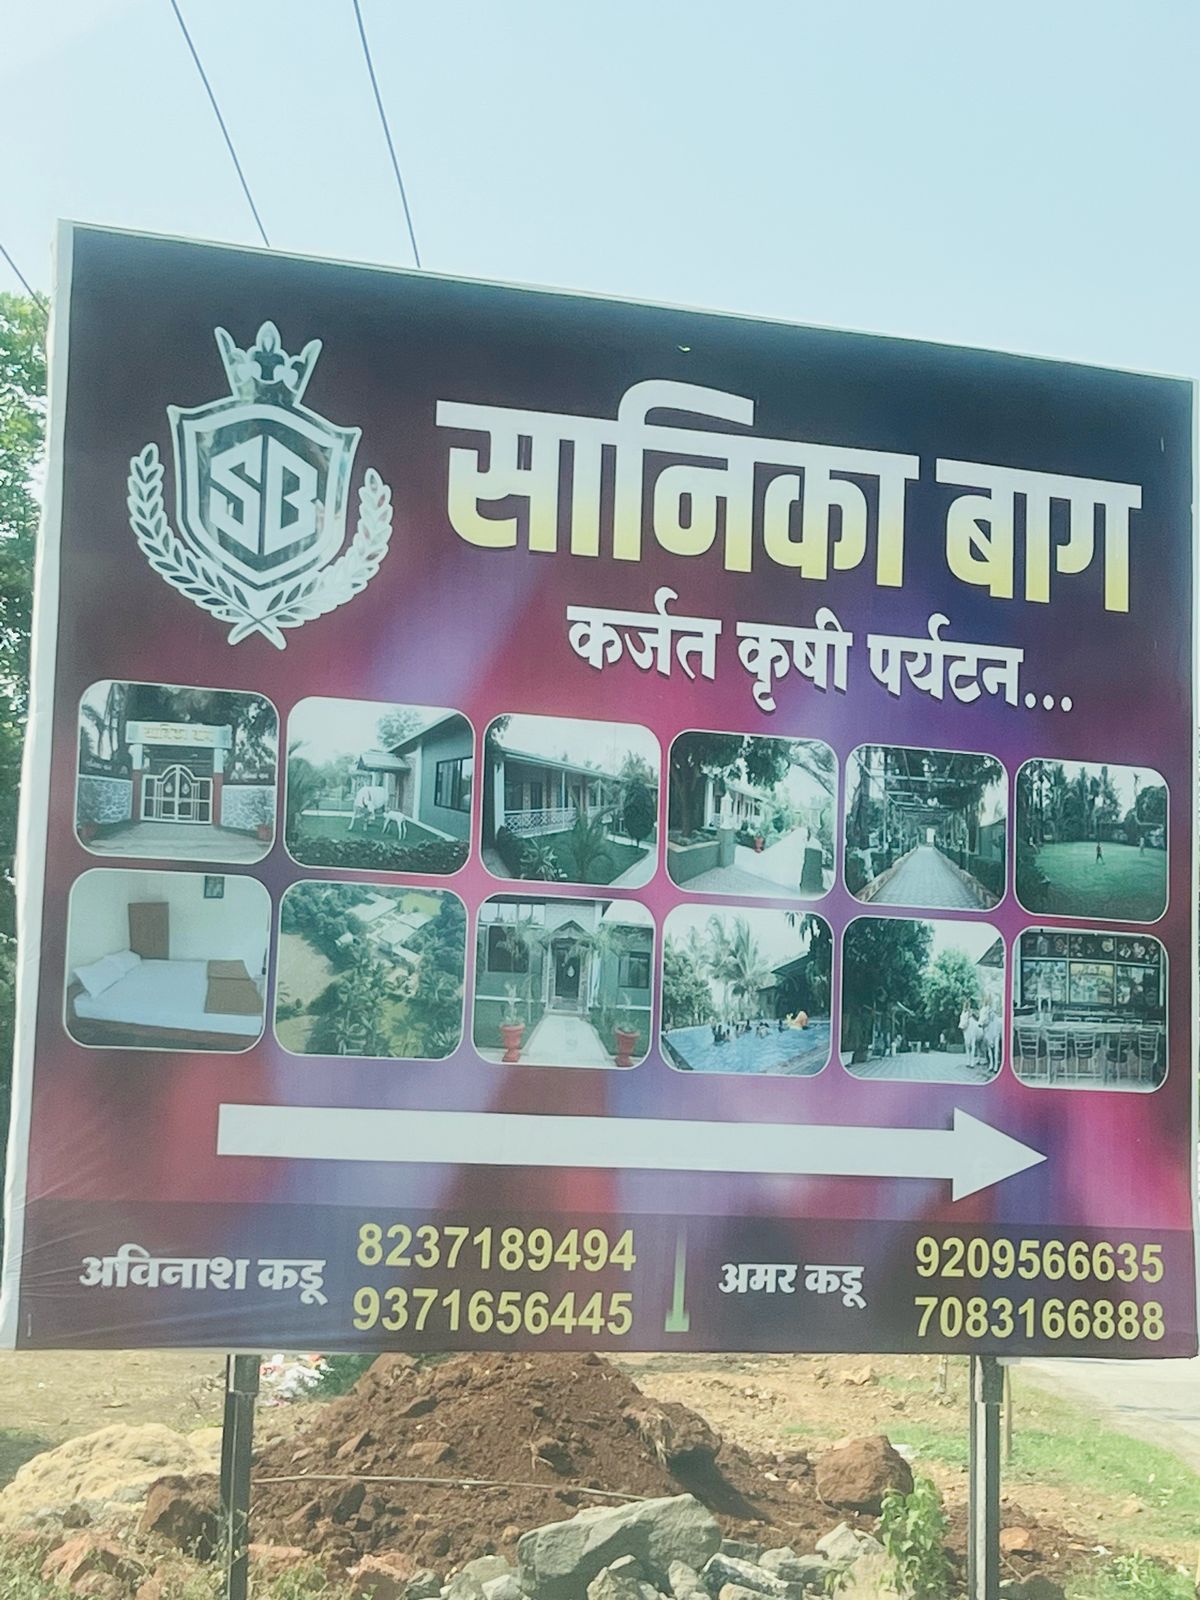 SB
सानिका बाग
कर्जत कृषी पर्यटन...
सानिका बाग
अविनाश कडू
8237189494
9371656445
अमर कडू
9209566635
7083166888